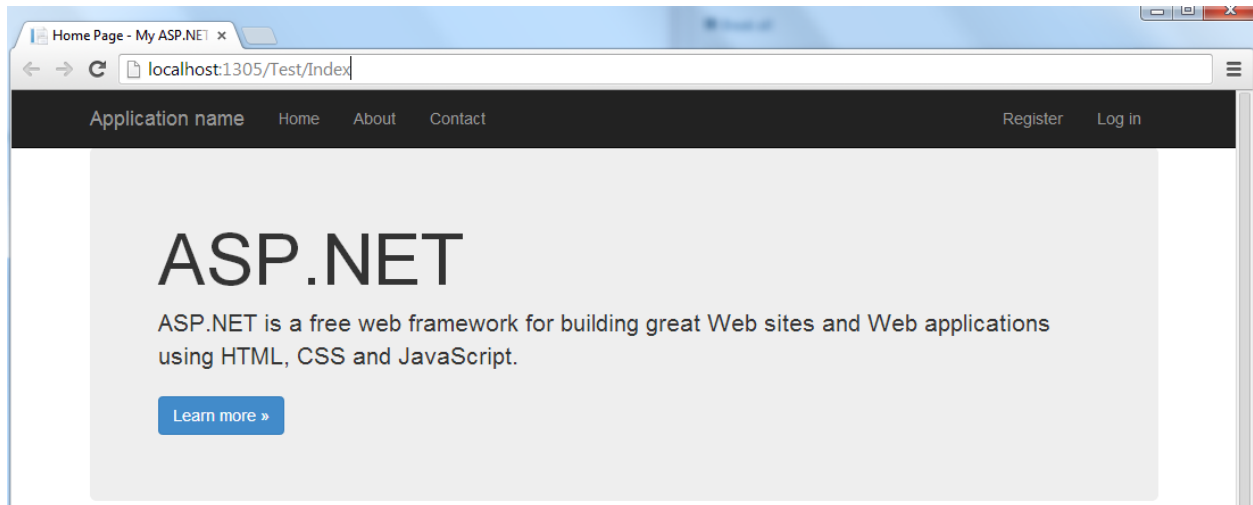 Home Page - My ASP.NET
localhost:1305/Test/Index
Application name Home About Contact Register Log in
ASP.NET
ASP.NET is a free web framework for building great Web sites and Web applications
using HTML, CSS and JavaScript.
Learn more »